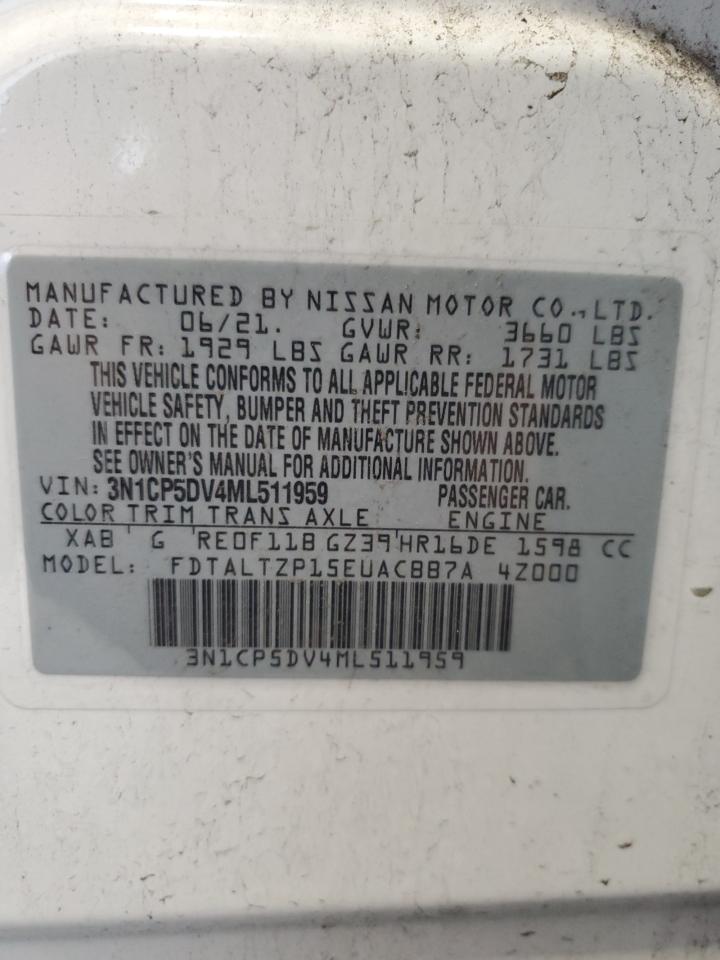 MANUFACTURED BY NISSAN MOTOR CO., LTD.
DATE: 06/21. GVWR: 3660 LBS
GAWR FR: 1929 LBS GAWR RR: 1731 LBS
THIS VEHICLE CONFORMS TO ALL APPLICABLE FEDERAL MOTOR
VEHICLE SAFETY, BUMPER AND THEFT PREVENTION STANDARDS
IN EFFECT ON THE DATE OF MANUFACTURE SHOWN ABOVE.
SEE OWNER'S MANUAL FOR ADDITIONAL INFORMATION.
VIN: 3N1CP5DV4ML511959 PASSENGER CAR.
COLOR TRIM TRANS AXLE ENGINE
XAB G RE0F11B GZ39 HR16DE 1598 CC
MODEL: FDTALTZP15EUACBB7A 4Z000
3N1CP5DV4ML511959